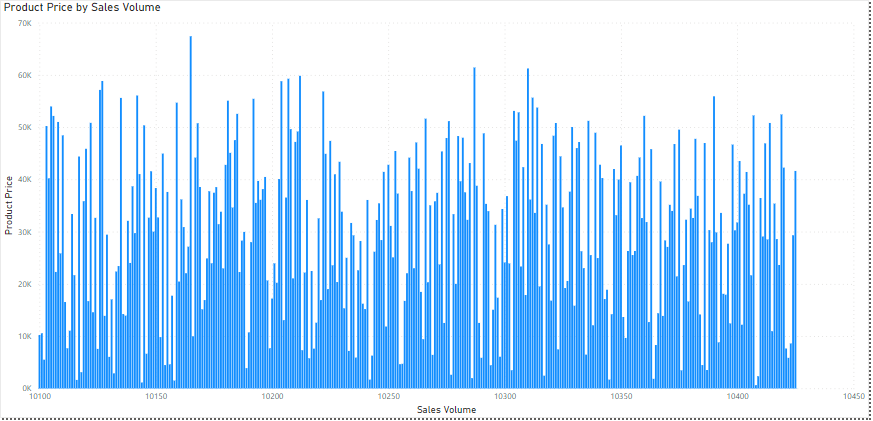 Product Price by Sales Volume
70K
60K
50K
40K
30K
20K
10K
0K
Product Price
10100 10150 10200 10250 10300 10350 10400 10450
Sales Volume